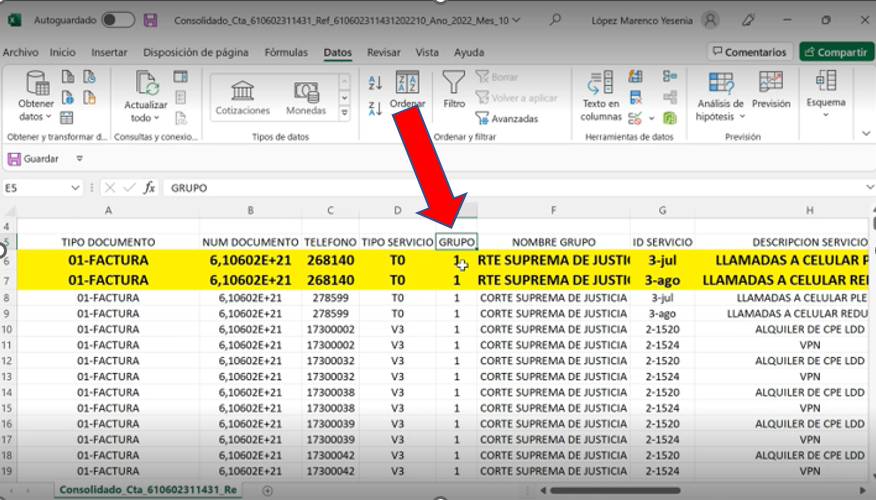 Autoguardado Consolidado_Cta_610602311431_Ref_610602311431202210_Ano_2022_Mes_10 López Marenco Yesenia
Archivo Inicio Insertar Disposición de página Fórmulas Datos Revisar Vista Ayuda Comentarios Compartir
Obtener datos Actualizar todo Cotizaciones Monedas Ordenar Filtro Borrar Volver a aplicar Avanzadas Texto en columnas Análisis de hipótesis Previsión Esquema
Obtener y transformar d... Consultas y conexio... Tipos de datos Ordenar y filtrar Herramientas de datos Previsión
Guardar
E5 fx GRUPO
A B C D F G H
4
5 TIPO DOCUMENTO NUM DOCUMENTO TELEFONO TIPO SERVICIO GRUPO NOMBRE GRUPO ID SERVICIO DESCRIPCION SERVICIO
6 01-FACTURA 6,10602E+21 268140 T0 1 RTE SUPREMA DE JUSTI 3-jul LLAMADAS A CELULAR P
7 01-FACTURA 6,10602E+21 268140 T0 1 RTE SUPREMA DE JUSTI 3-ago LLAMADAS A CELULAR RE
8 01-FACTURA 6,10602E+21 278599 T0 1 CORTE SUPREMA DE JUSTICIA 3-jul LLAMADAS A CELULAR PLE
9 01-FACTURA 6,10602E+21 278599 T0 1 CORTE SUPREMA DE JUSTICIA 3-ago LLAMADAS A CELULAR REDU
10 01-FACTURA 6,10602E+21 17300002 V3 1 CORTE SUPREMA DE JUSTICIA 2-1520 ALQUILER DE CPE LDD
11 01-FACTURA 6,10602E+21 17300002 V3 1 CORTE SUPREMA DE JUSTICIA 2-1524 VPN
12 01-FACTURA 6,10602E+21 17300032 V3 1 CORTE SUPREMA DE JUSTICIA 2-1520 ALQUILER DE CPE LDD
13 01-FACTURA 6,10602E+21 17300032 V3 1 CORTE SUPREMA DE JUSTICIA 2-1524 VPN
14 01-FACTURA 6,10602E+21 17300038 V3 1 CORTE SUPREMA DE JUSTICIA 2-1520 ALQUILER DE CPE LDD
15 01-FACTURA 6,10602E+21 17300038 V3 1 CORTE SUPREMA DE JUSTICIA 2-1524 VPN
16 01-FACTURA 6,10602E+21 17300039 V3 1 CORTE SUPREMA DE JUSTICIA 2-1520 ALQUILER DE CPE LDD
17 01-FACTURA 6,10602E+21 17300039 V3 1 CORTE SUPREMA DE JUSTICIA 2-1524 VPN
18 01-FACTURA 6,10602E+21 17300042 V3 1 CORTE SUPREMA DE JUSTICIA 2-1520 ALQUILER DE CPE LDD
19 01-FACTURA 6,10602E+21 17300042 V3 1 CORTE SUPREMA DE JUSTICIA 2-1524 VPN
Consolidado_Cta_610602311431_Re